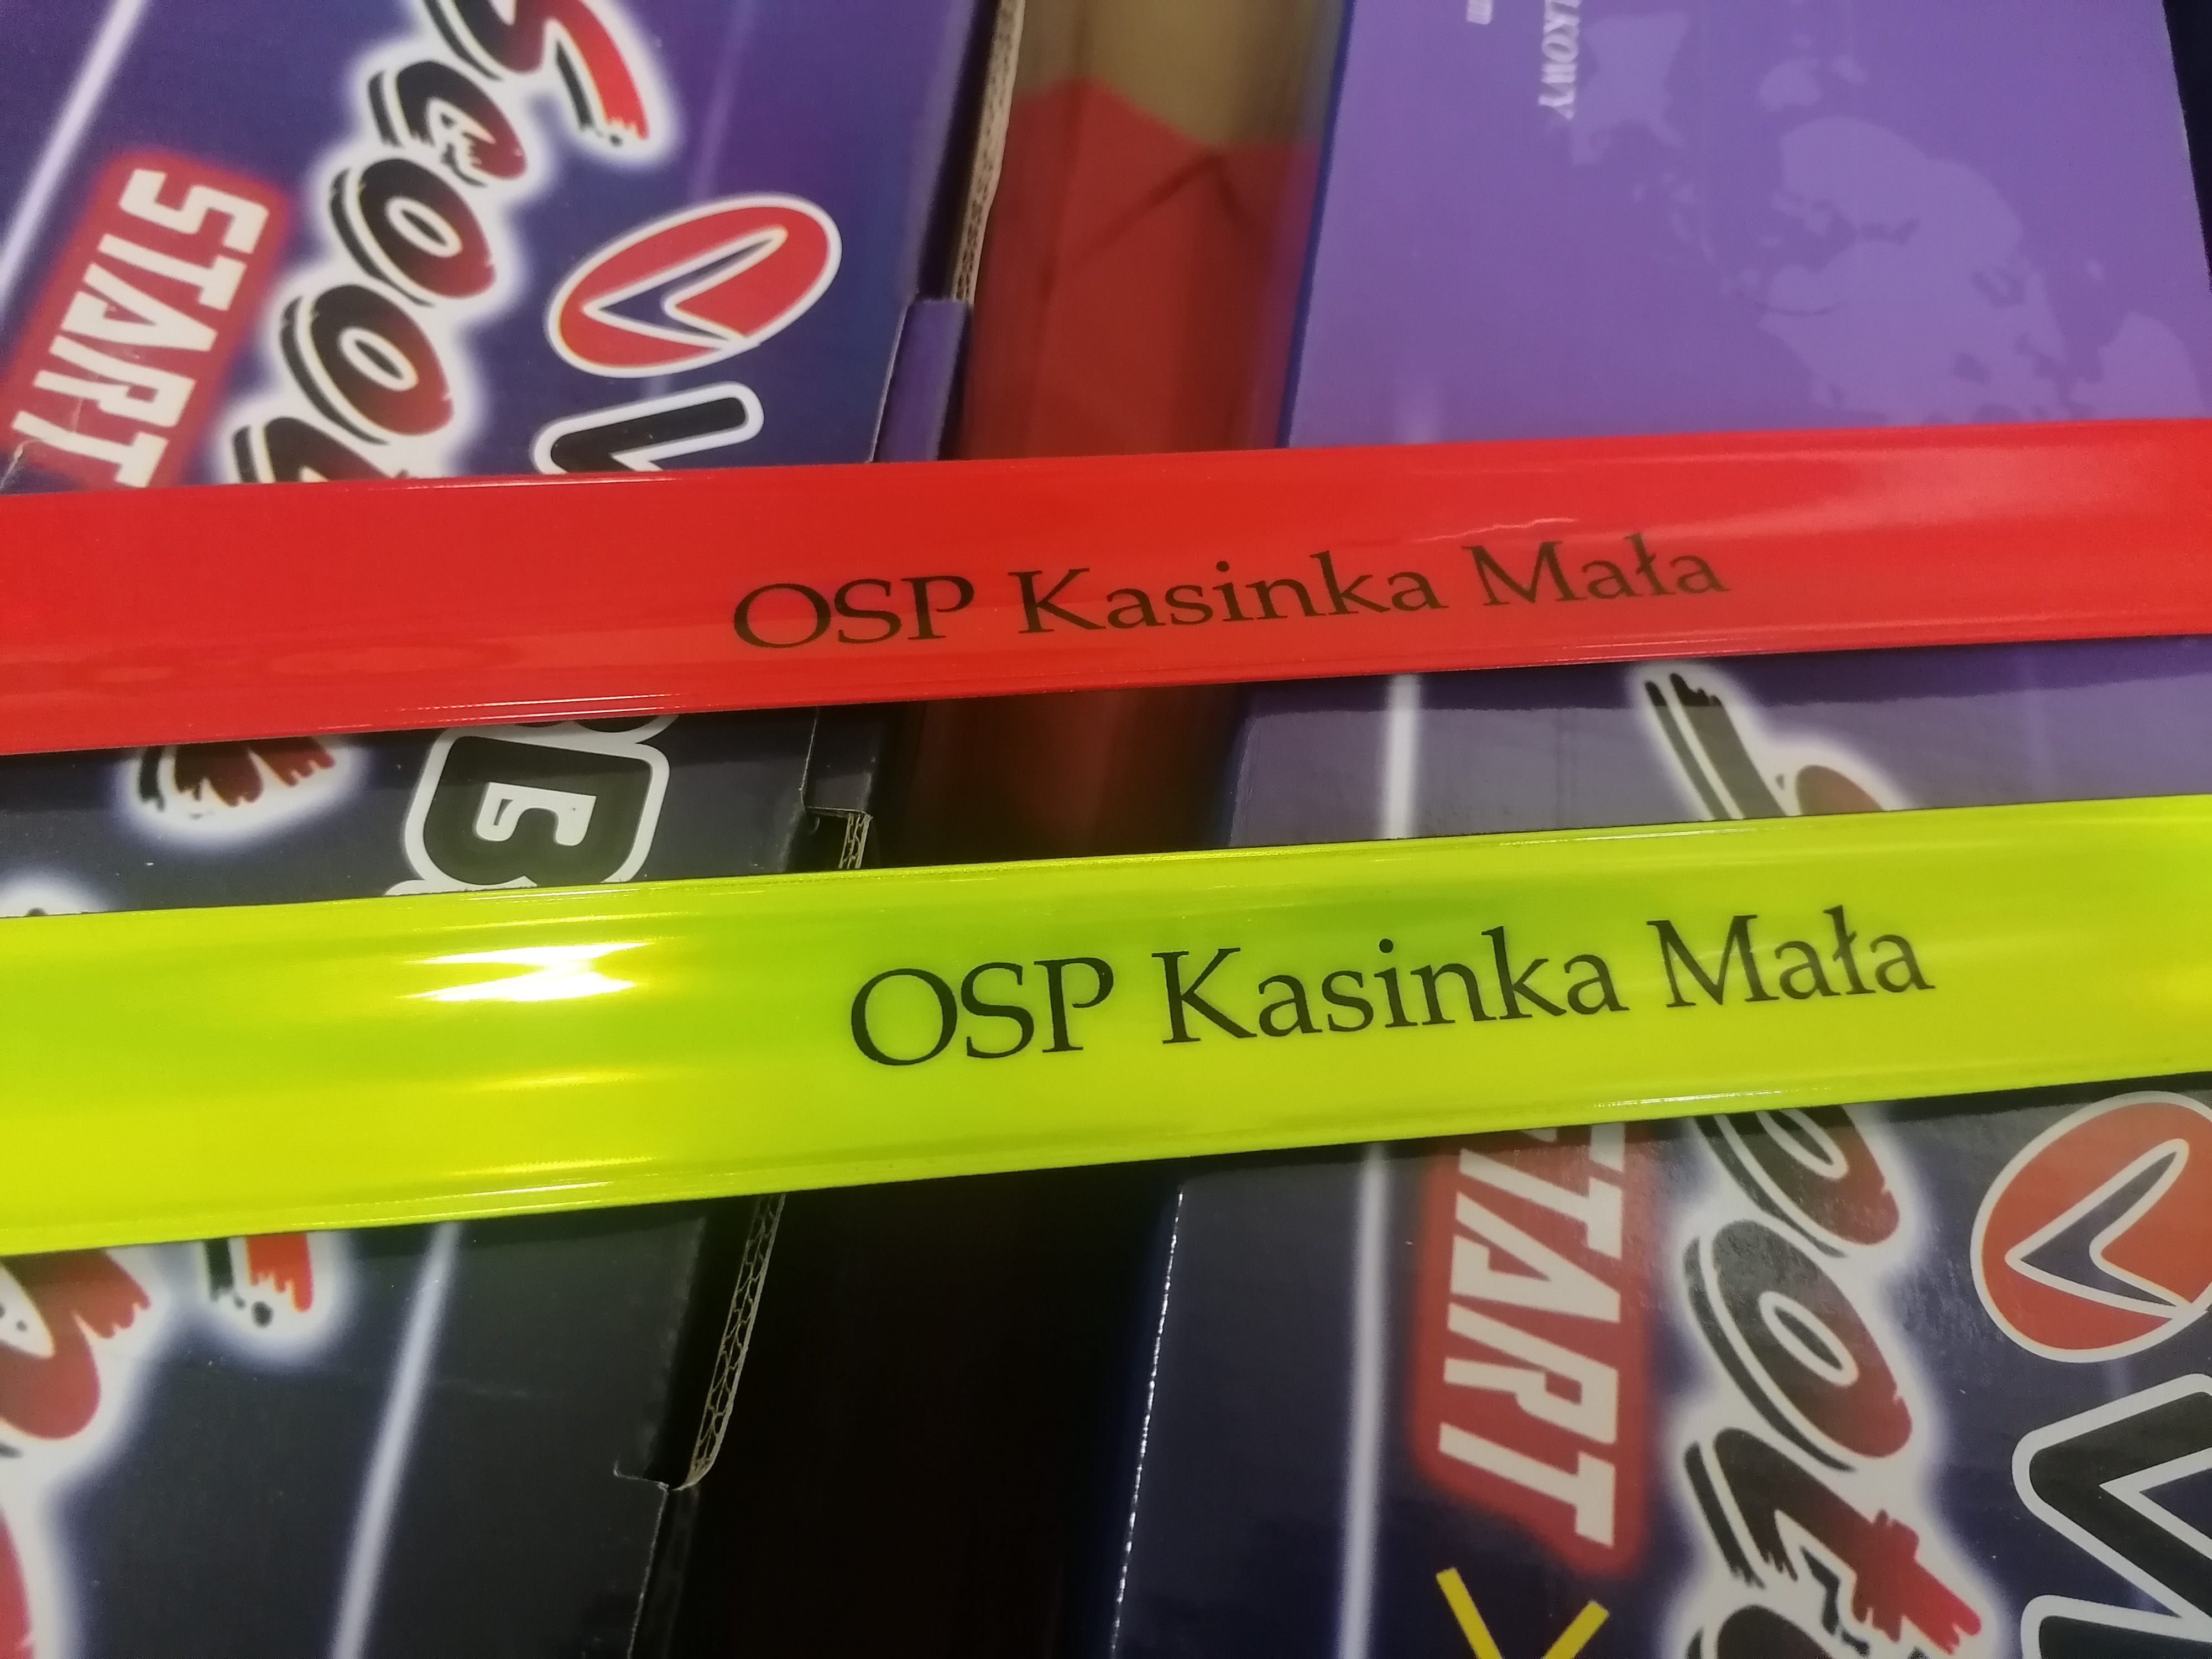 START
OSP Kasinka Mała
OSP Kasinka Mała
START